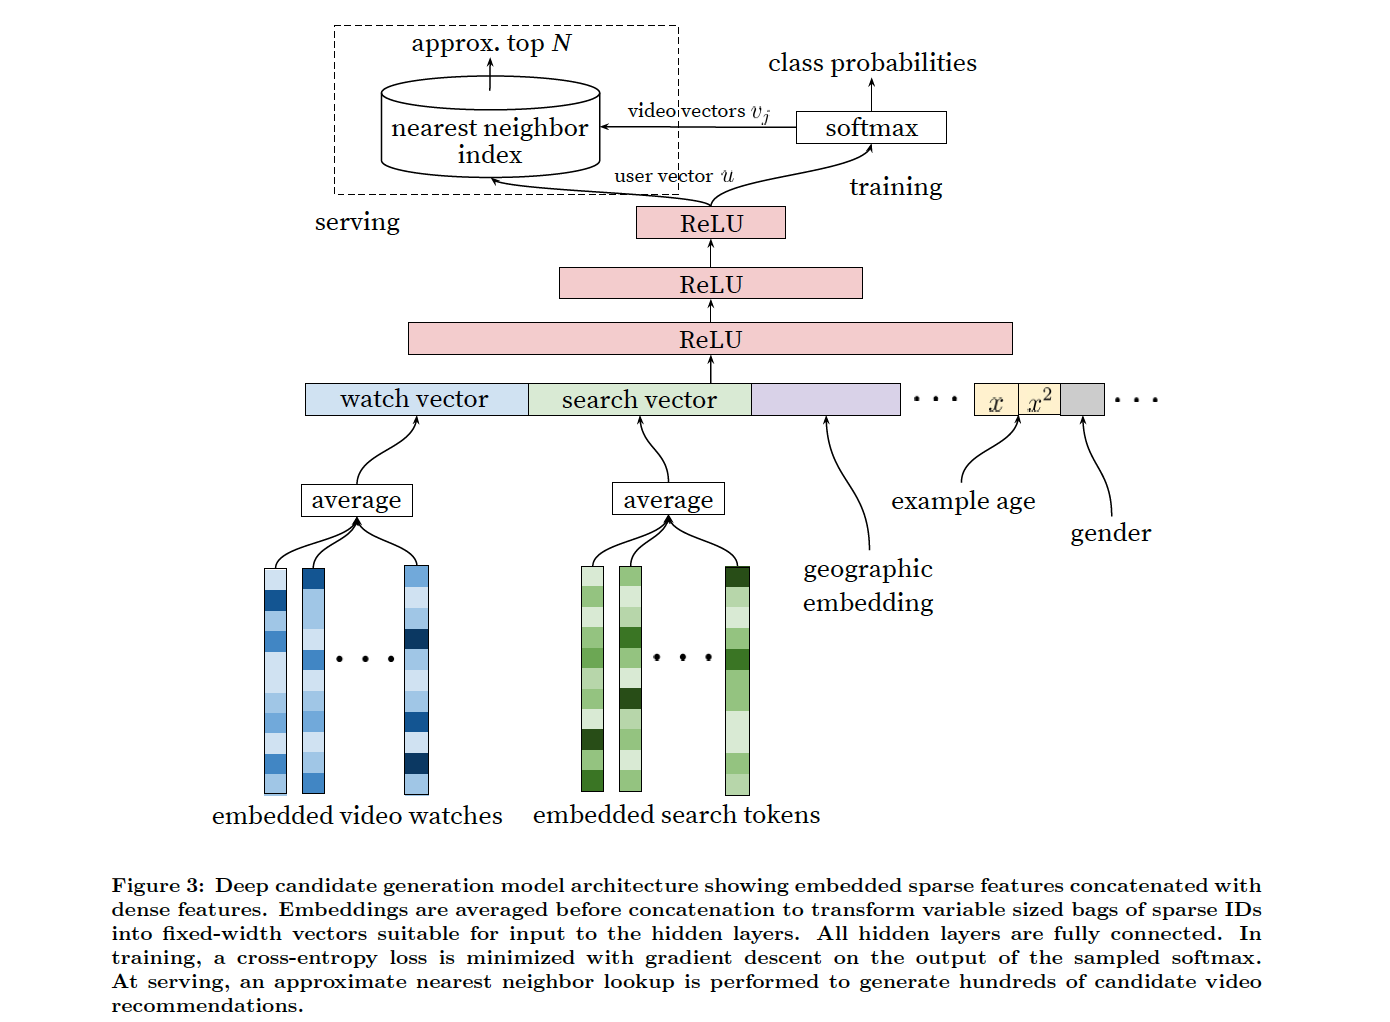 approx. top N
class probabilities
nearest neighbor
index
video vectors v_j
softmax
user vector u
training
serving
ReLU
ReLU
ReLU
watch vector
search vector
. . .
x
x²
. . .
average
average
example age
gender
geographic
embedding
. . .
. . .
embedded video watches
embedded search tokens
Figure 3: Deep candidate generation model architecture showing embedded sparse features concatenated with
dense features. Embeddings are averaged before concatenation to transform variable sized bags of sparse IDs
into fixed-width vectors suitable for input to the hidden layers. All hidden layers are fully connected. In
training, a cross-entropy loss is minimized with gradient descent on the output of the sampled softmax.
At serving, an approximate nearest neighbor lookup is performed to generate hundreds of candidate video
recommendations.